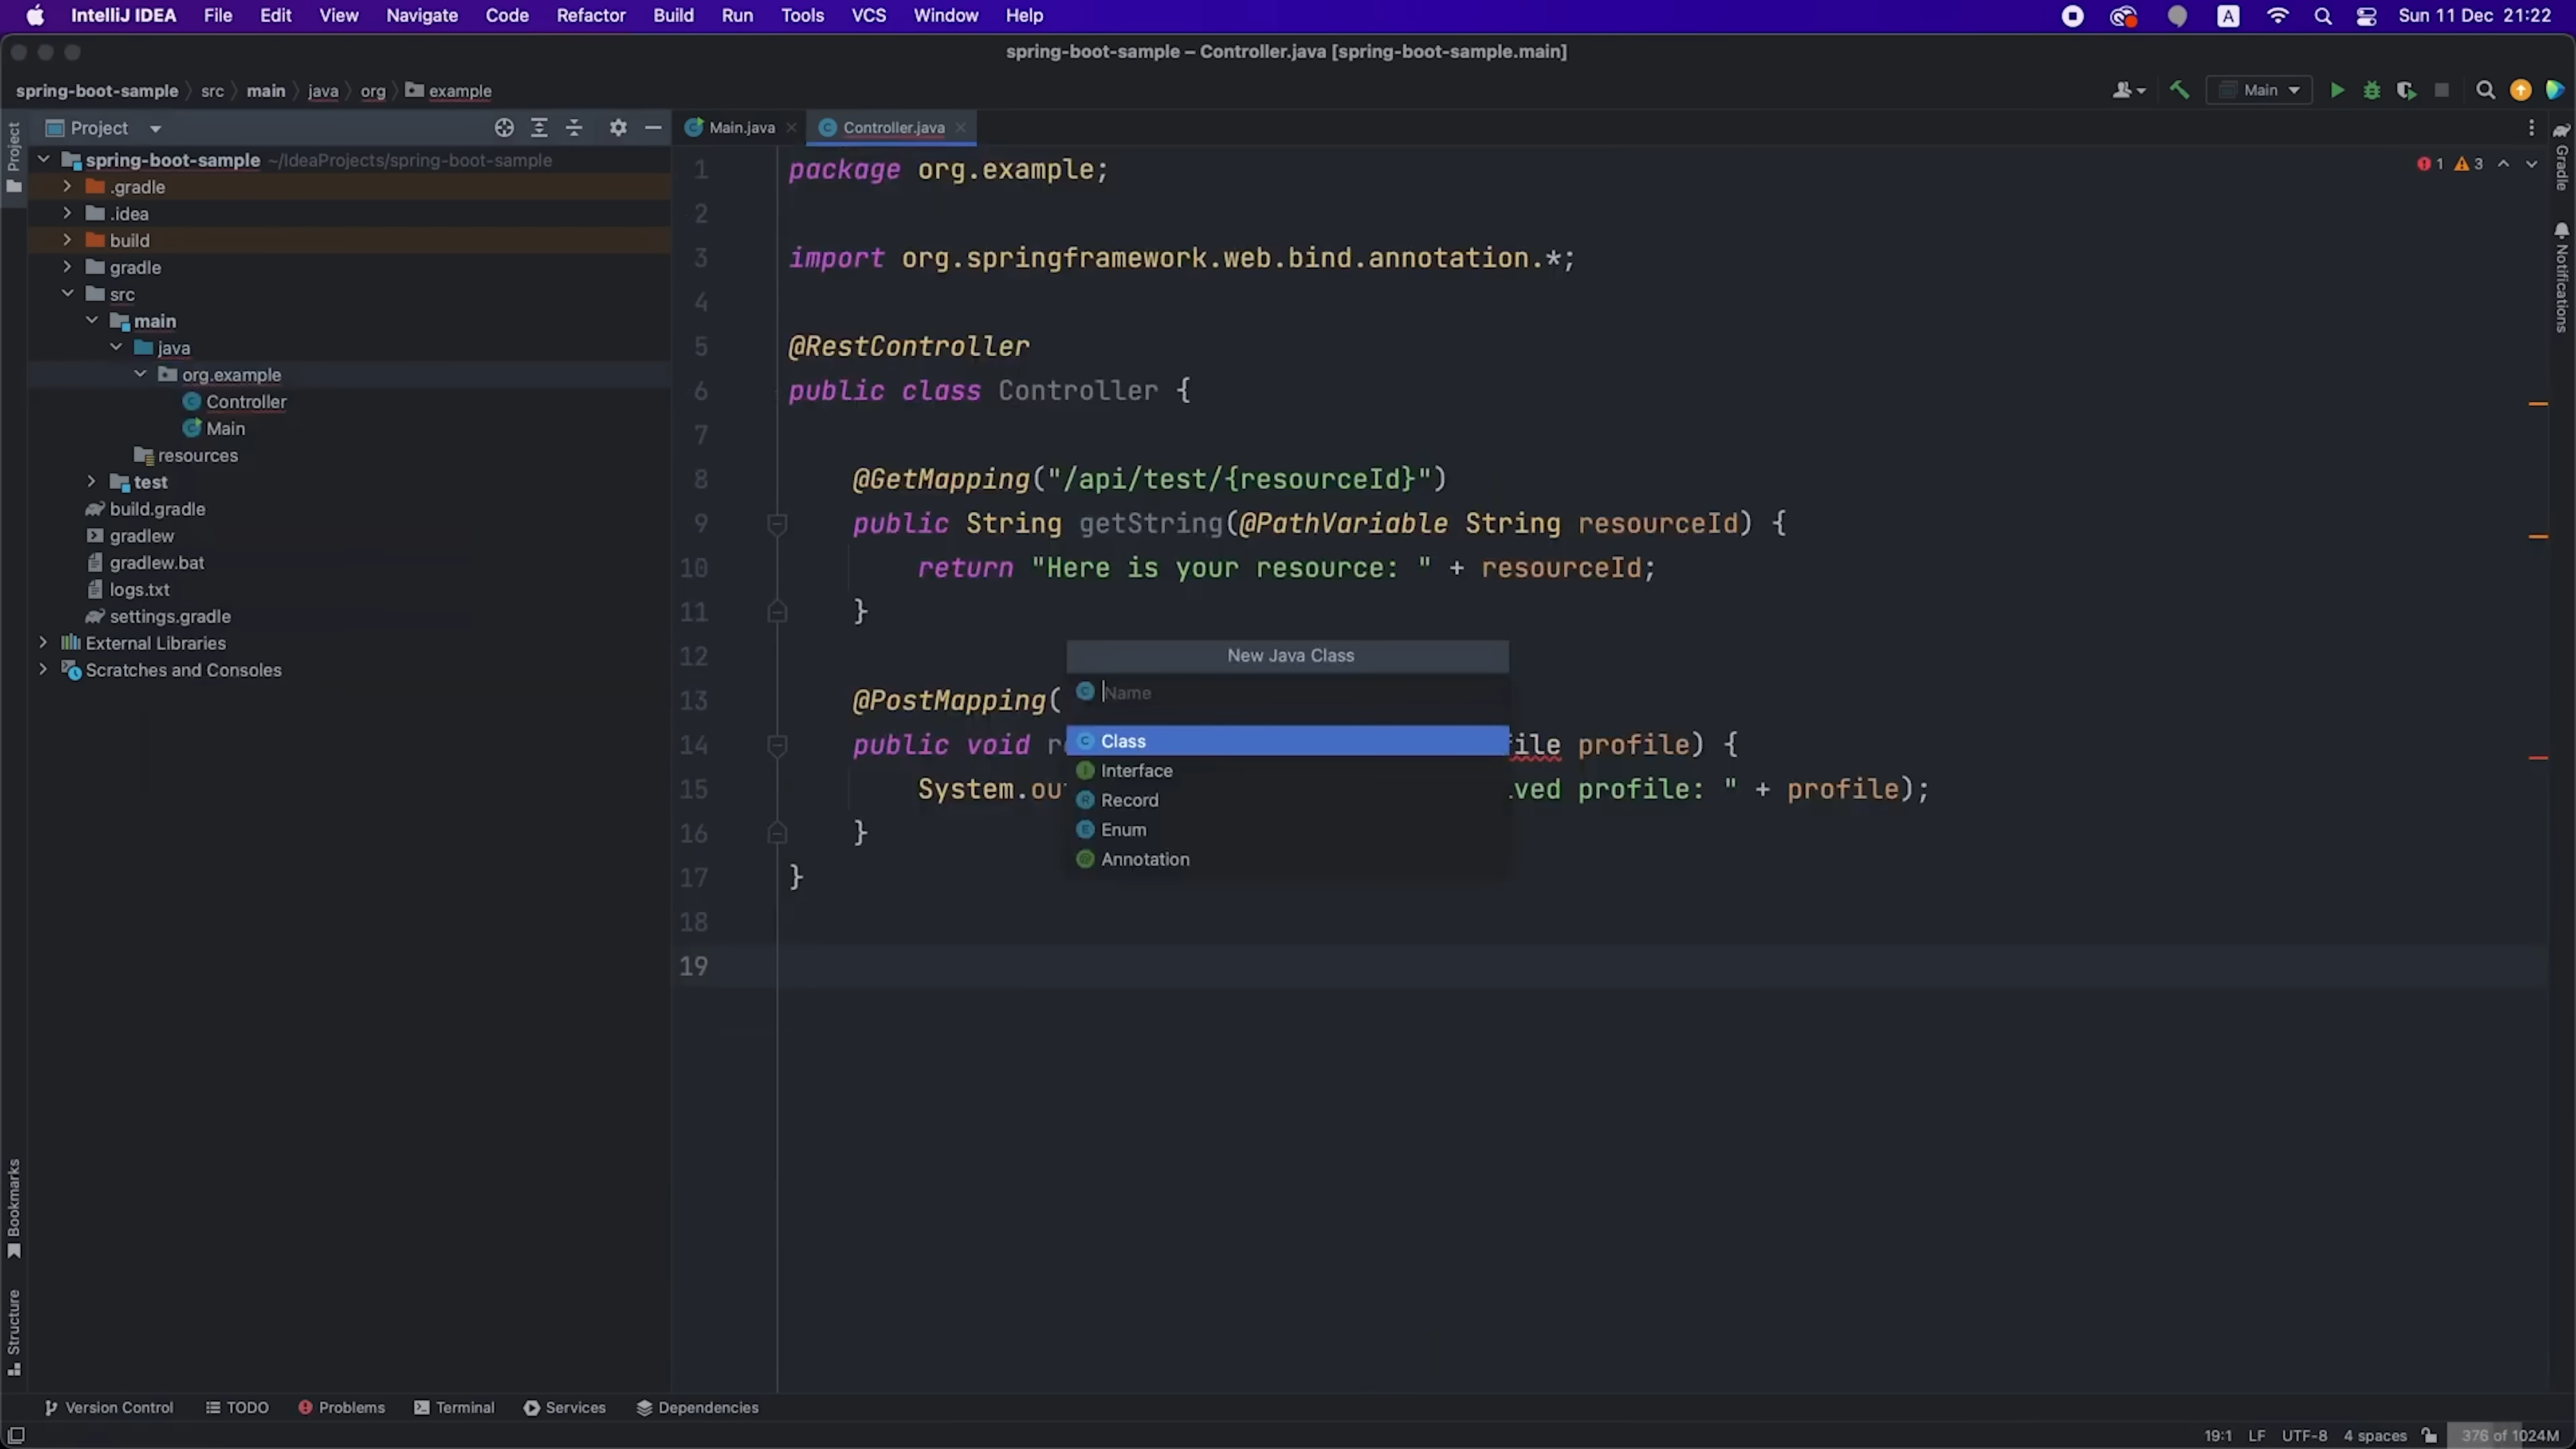 IntelliJ IDEA File Edit View Navigate Code Refactor Build Run Tools VCS Window Help A Sun 11 Dec 21:22
spring-boot-sample – Controller.java [spring-boot-sample.main]
spring-boot-sample src main java org example Main
Project Project Main.java Controller.java
spring-boot-sample ~/IdeaProjects/spring-boot-sample
.gradle
.idea
build
gradle
src
main
java
org.example
Controller
Main
resources
test
build.gradle
gradlew
gradlew.bat
logs.txt
settings.gradle
External Libraries
Scratches and Consoles
1 package org.example; 1 3
2
3 import org.springframework.web.bind.annotation.*;
4
5 @RestController
6 public class Controller {
7
8 @GetMapping("/api/test/{resourceId}")
9 public String getString(@PathVariable String resourceId) {
10 return "Here is your resource: " + resourceId;
11 }
12
13 @PostMapping(
14 public void file profile) {
15 System.out ved profile: " + profile);
16 }
17 }
18
19
New Java Class
Name
Class
Interface
Record
Enum
Annotation
Gradle
Notifications
Bookmarks
Structure
Version Control TODO Problems Terminal Services Dependencies
19:1 LF UTF-8 4 spaces 376 of 1024M